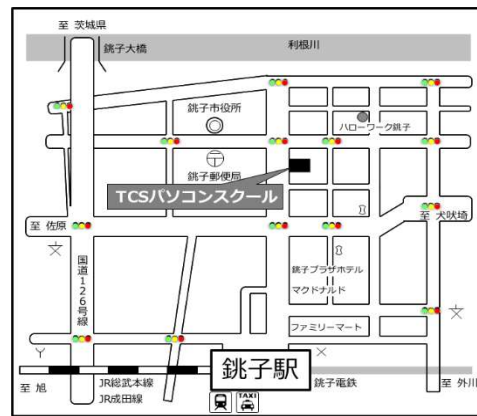 至 茨城県
銚子大橋
利根川
銚子市役所
ハローワーク銚子
銚子郵便局
TCSパソコンスクール
至 佐原
至 犬吠埼
国道126号線
銚子プラザホテル
マクドナルド
ファミリーマート
銚子駅
JR総武本線
至 旭
JR成田線
銚子電鉄
至 外川
TAXI